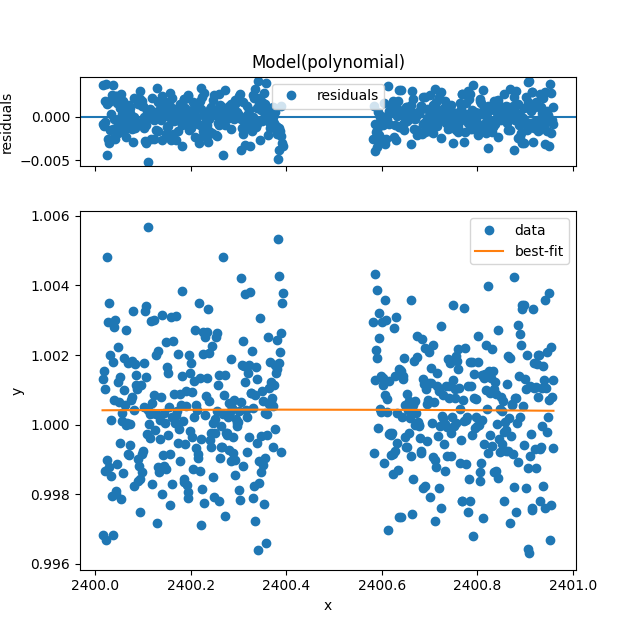 Model(polynomial)
residuals
0.000
−0.005
residuals
1.006
1.004
1.002
1.000
0.998
0.996
y
data
best-fit
2400.0 2400.2 2400.4 2400.6 2400.8 2401.0
x